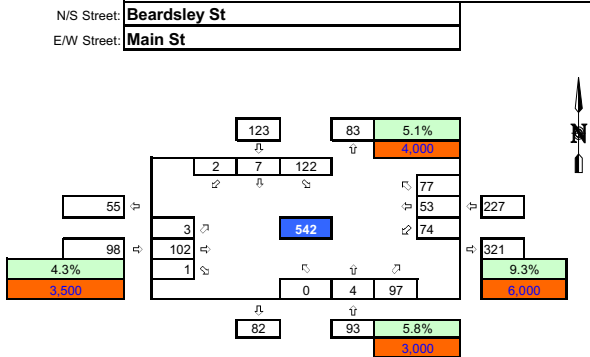 N/S Street: Beardsley St
E/W Street: Main St
N
123 83 5.1%
4,000
2 7 122
77
55 53 227
3 542 74
98 102 321
4.3% 1 9.3%
3,500 0 4 97 6,000
82 93 5.8%
3,000